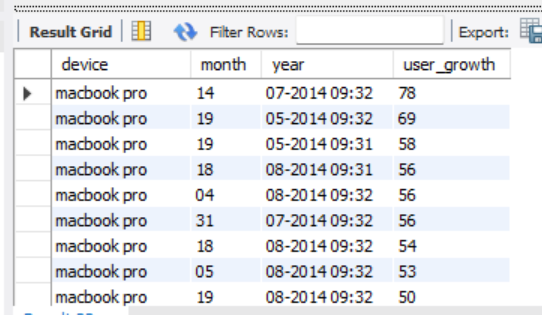 Result Grid Filter Rows: Export:
device month year user_growth
macbook pro 14 07-2014 09:32 78
macbook pro 19 05-2014 09:32 69
macbook pro 19 05-2014 09:31 58
macbook pro 18 08-2014 09:31 56
macbook pro 04 08-2014 09:32 56
macbook pro 31 07-2014 09:32 56
macbook pro 18 08-2014 09:32 54
macbook pro 05 08-2014 09:32 53
macbook pro 19 08-2014 09:32 50